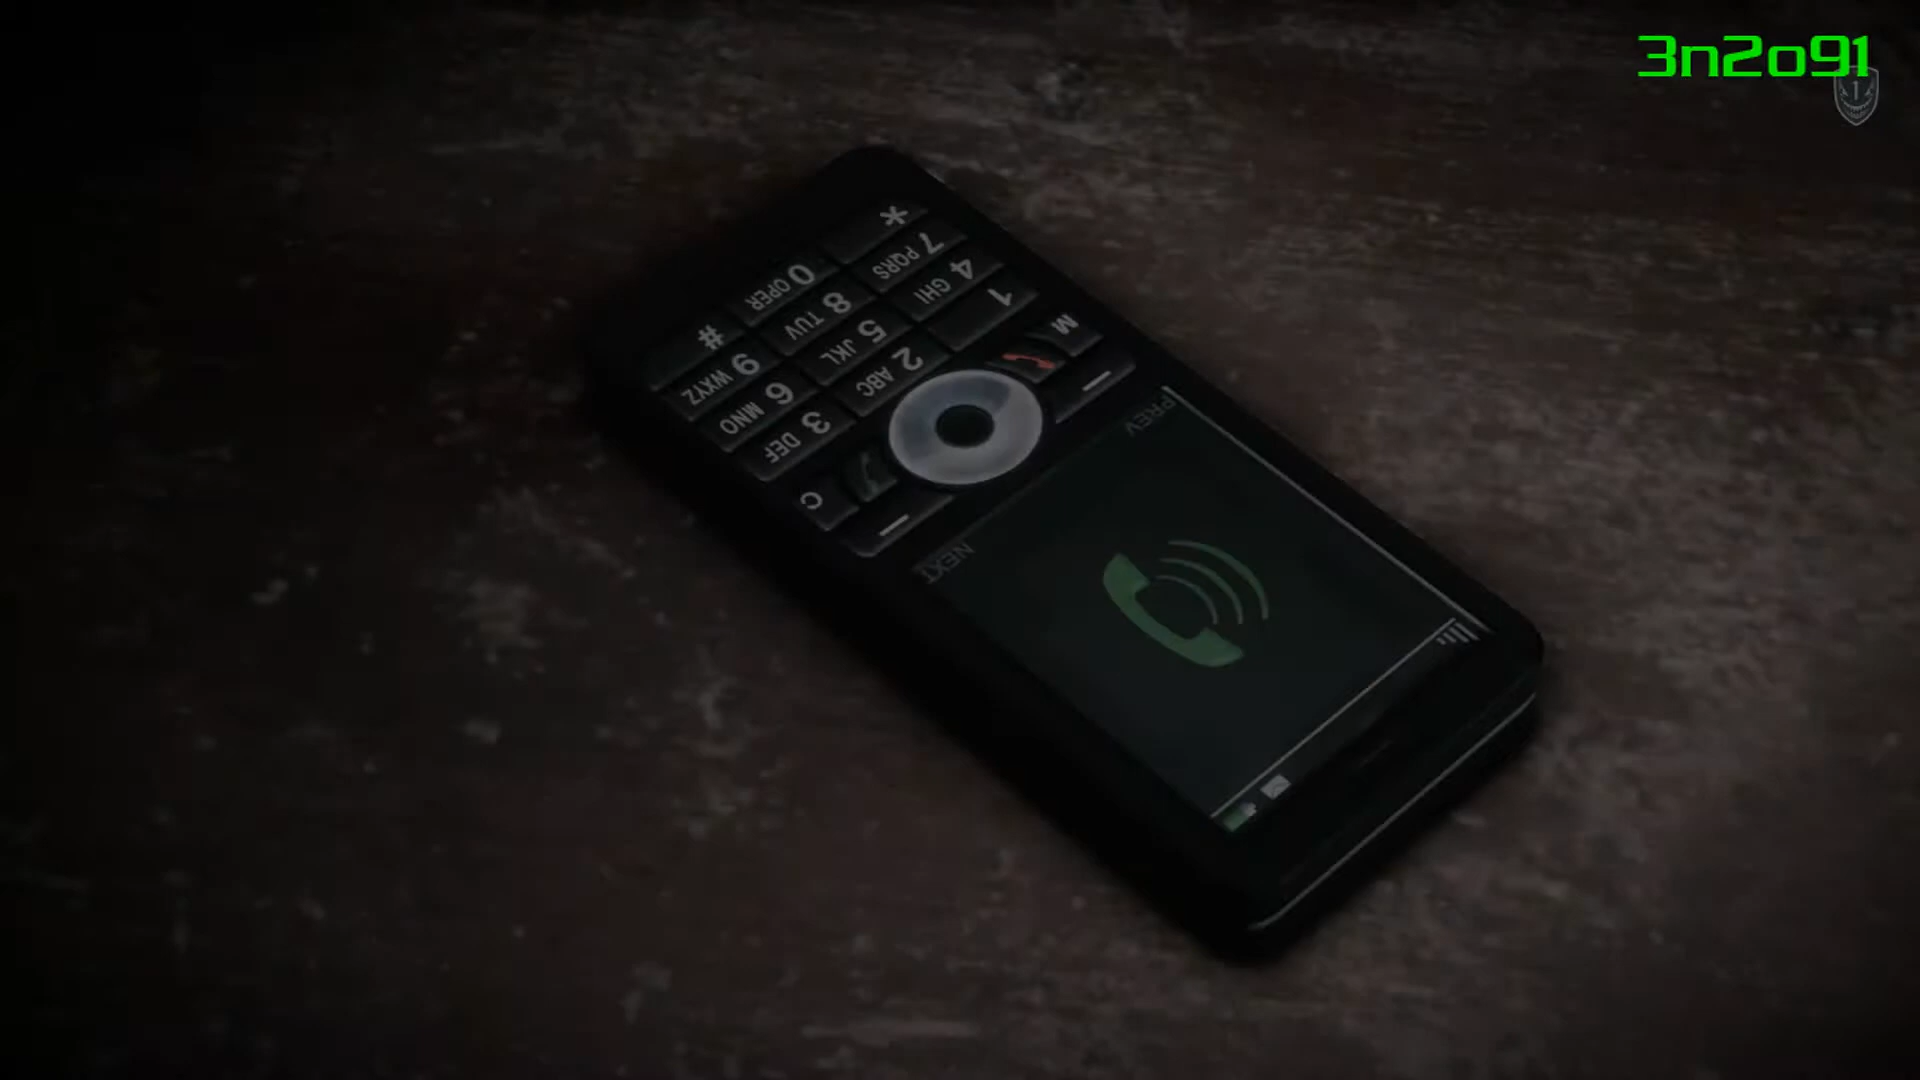 3n2o91
1
*
7 PQRS
4 GHI
1
M
0 OPER
8 TUV
5 JKL
2 ABC
#
9 WXYZ
6 MNO
3 DEF
C
PREV
NEXT